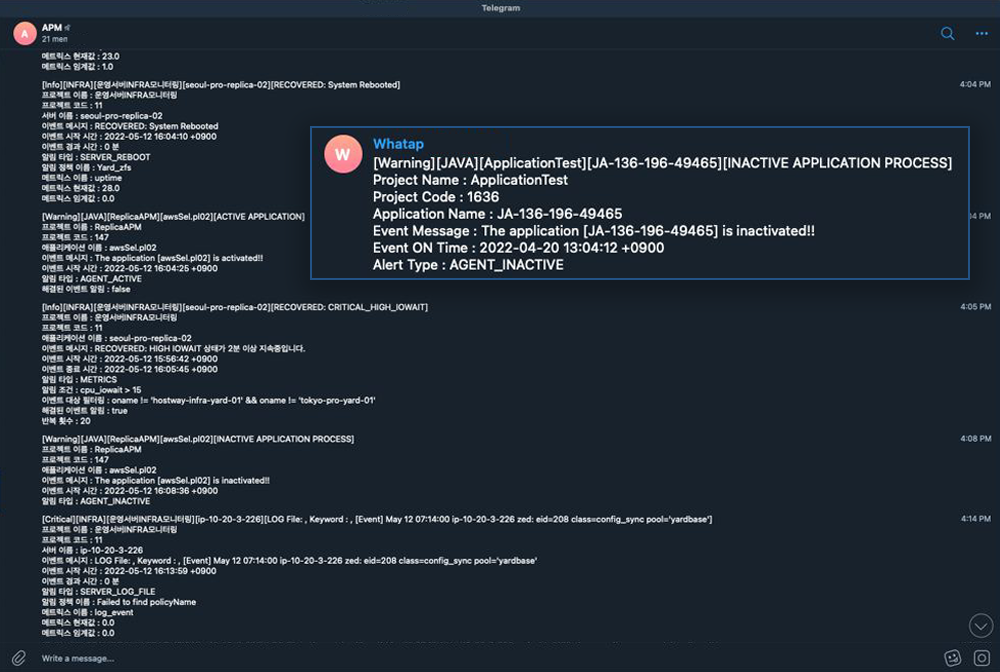 Telegram
A
APM
21 men
메트릭스 현재값 : 23.0
메트릭스 임계값 : 1.0
[Info][INFRA][운영서버INFRA모니터링][seoul-pro-replica-02][RECOVERED: System Rebooted]
4:04 PM
프로젝트 이름 : 운영서버INFRA모니터링
프로젝트 코드 : 11
서버 이름 : seoul-pro-replica-02
이벤트 메시지 : RECOVERED: System Rebooted
이벤트 시작 시간 : 2022-05-12 16:04:10 +0900
이벤트 경과 시간 : 0 분
알림 타입 : SERVER_REBOOT
알림 정책 이름 : Yard_zfs
메트릭스 이름 : uptime
메트릭스 현재값 : 28.0
메트릭스 임계값 : 0.0
W
Whatap
[Warning][JAVA][ApplicationTest][JA-136-196-49465][INACTIVE APPLICATION PROCESS]
Project Name : ApplicationTest
Project Code : 1636
Application Name : JA-136-196-49465
Event Message : The application [JA-136-196-49465] is inactivated!!
Event ON Time : 2022-04-20 13:04:12 +0900
Alert Type : AGENT_INACTIVE
[Warning][JAVA][ReplicaAPM][awsSel.pl02][ACTIVE APPLICATION]
04 PM
프로젝트 이름 : ReplicaAPM
프로젝트 코드 : 147
애플리케이션 이름 : awsSel.pl02
이벤트 메시지 : The application [awsSel.pl02] is activated!!
이벤트 시작 시간 : 2022-05-12 16:04:25 +0900
알림 타입 : AGENT_ACTIVE
해결된 이벤트 알림 : false
[Info][INFRA][운영서버INFRA모니터링][seoul-pro-replica-02][RECOVERED: CRITICAL_HIGH_IOWAIT]
4:05 PM
프로젝트 이름 : 운영서버INFRA모니터링
프로젝트 코드 : 11
애플리케이션 이름 : seoul-pro-replica-02
이벤트 메시지 : RECOVERED: HIGH IOWAIT 상태가 2분 이상 지속중입니다.
이벤트 시작 시간 : 2022-05-12 15:56:42 +0900
이벤트 종료 시간 : 2022-05-12 16:05:45 +0900
알림 타입 : METRICS
알림 조건 : cpu_iowait > 15
이벤트 대상 필터링 : oname != 'hostway-infra-yard-01' && oname != 'tokyo-pro-yard-01'
해결된 이벤트 알림 : true
반복 횟수 : 20
[Warning][JAVA][ReplicaAPM][awsSel.pl02][INACTIVE APPLICATION PROCESS]
4:08 PM
프로젝트 이름 : ReplicaAPM
프로젝트 코드 : 147
애플리케이션 이름 : awsSel.pl02
이벤트 메시지 : The application [awsSel.pl02] is inactivated!!
이벤트 시작 시간 : 2022-05-12 16:08:36 +0900
알림 타입 : AGENT_INACTIVE
[Critical][INFRA][운영서버INFRA모니터링][ip-10-20-3-226][LOG File: , Keyword : , [Event] May 12 07:14:00 ip-10-20-3-226 zed: eid=208 class=config_sync pool='yardbase']
4:14 PM
프로젝트 이름 : 운영서버INFRA모니터링
프로젝트 코드 : 11
서버 이름 : ip-10-20-3-226
이벤트 메시지 : LOG File: , Keyword : , [Event] May 12 07:14:00 ip-10-20-3-226 zed: eid=208 class=config_sync pool='yardbase'
이벤트 시작 시간 : 2022-05-12 16:13:59 +0900
이벤트 경과 시간 : 0 분
알림 타입 : SERVER_LOG_FILE
알림 정책 이름 : Failed to find policyName
메트릭스 이름 : log_event
메트릭스 현재값 : 0.0
메트릭스 임계값 : 0.0
Write a message...